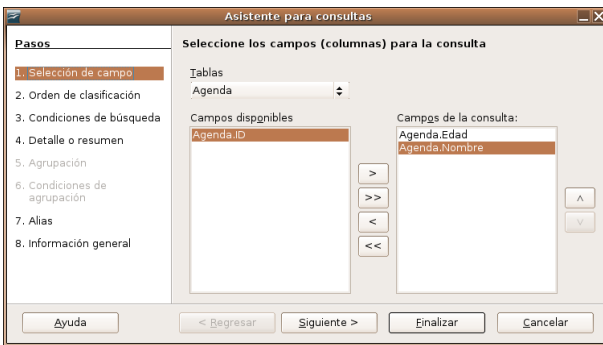 Asistente para consultas
Pasos
1. Selección de campo
2. Orden de clasificación
3. Condiciones de búsqueda
4. Detalle o resumen
5. Agrupación
6. Condiciones de
agrupación
7. Alias
8. Información general
Seleccione los campos (columnas) para la consulta
Tablas
Agenda
Campos disponibles
Agenda.ID
>
>>
<
<<
Campos de la consulta:
Agenda.Edad
Agenda.Nombre
^
v
Ayuda
< Regresar
Siguiente >
Finalizar
Cancelar